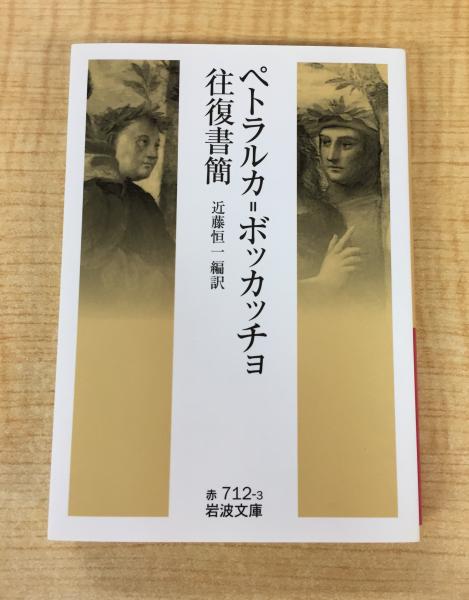 ペトラルカ=ボッカッチョ
往復書簡
近藤恒一編訳
赤 712-3
岩波文庫